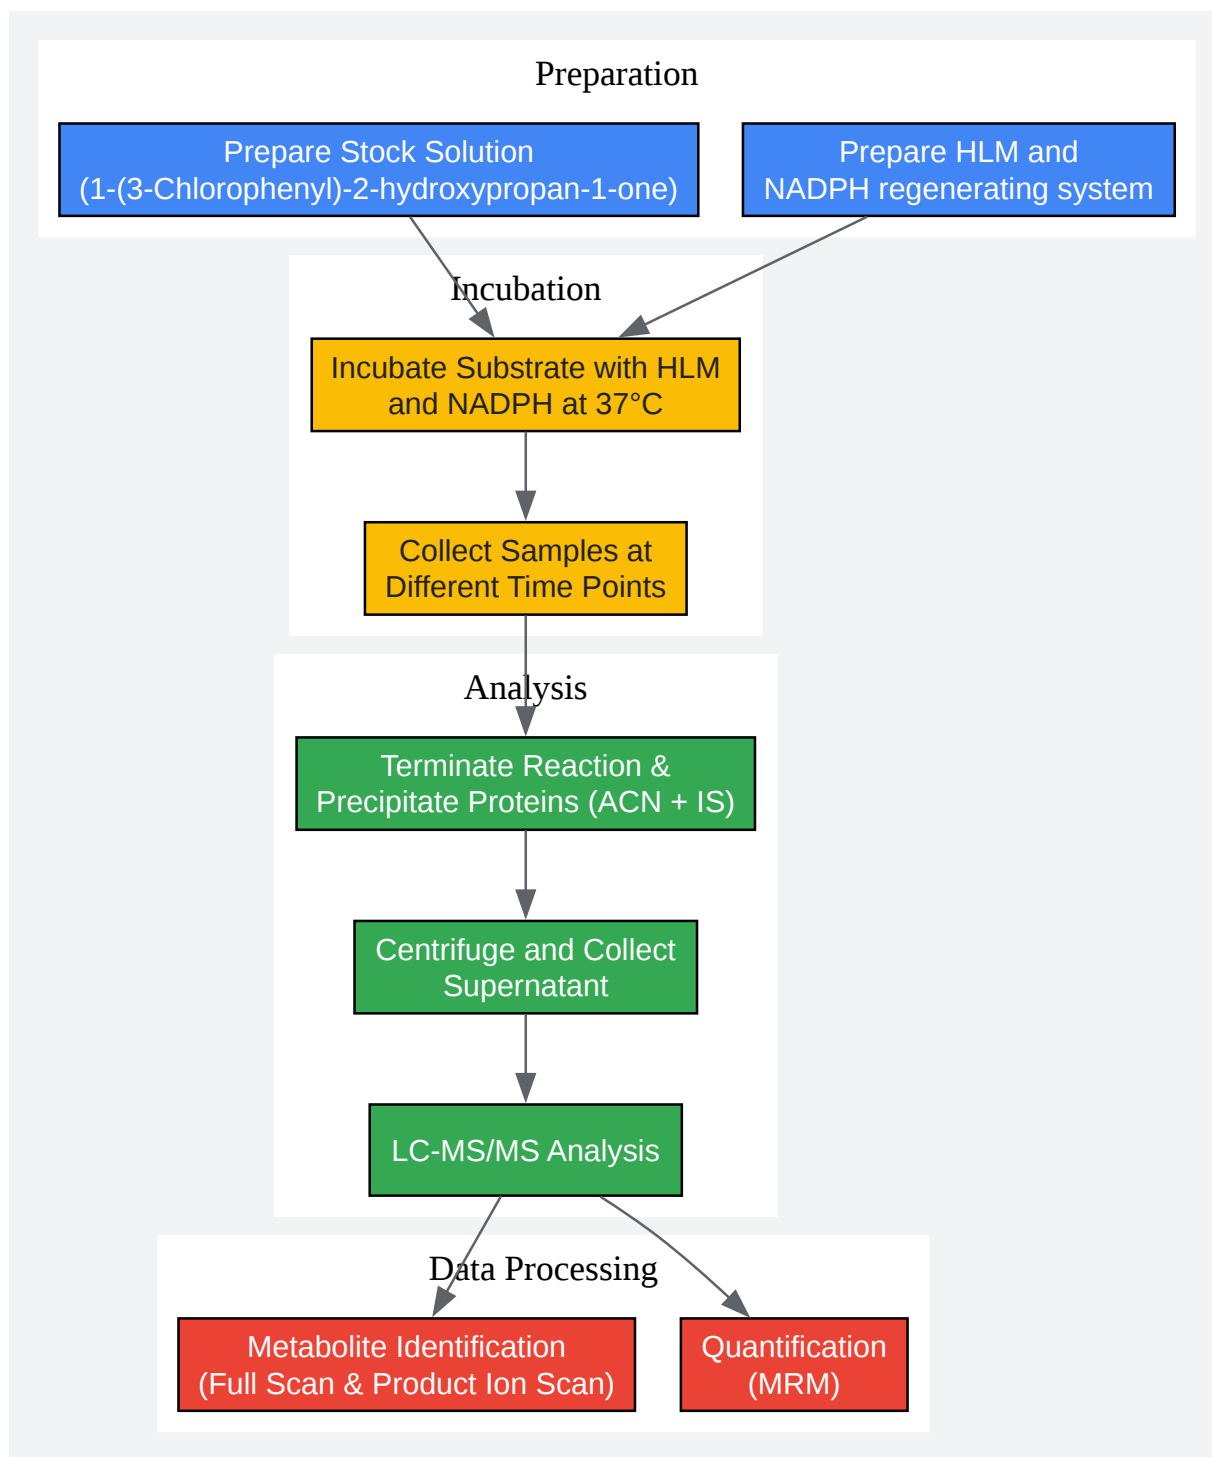 Preparation
Prepare Stock Solution
(1-(3-Chlorophenyl)-2-hydroxypropan-1-one)
Prepare HLM and
NADPH regenerating system
Incubation
Incubate Substrate with HLM
and NADPH at 37°C
Collect Samples at
Different Time Points
Analysis
Terminate Reaction &
Precipitate Proteins (ACN + IS)
Centrifuge and Collect
Supernatant
LC-MS/MS Analysis
Data Processing
Metabolite Identification
(Full Scan & Product Ion Scan)
Quantification
(MRM)